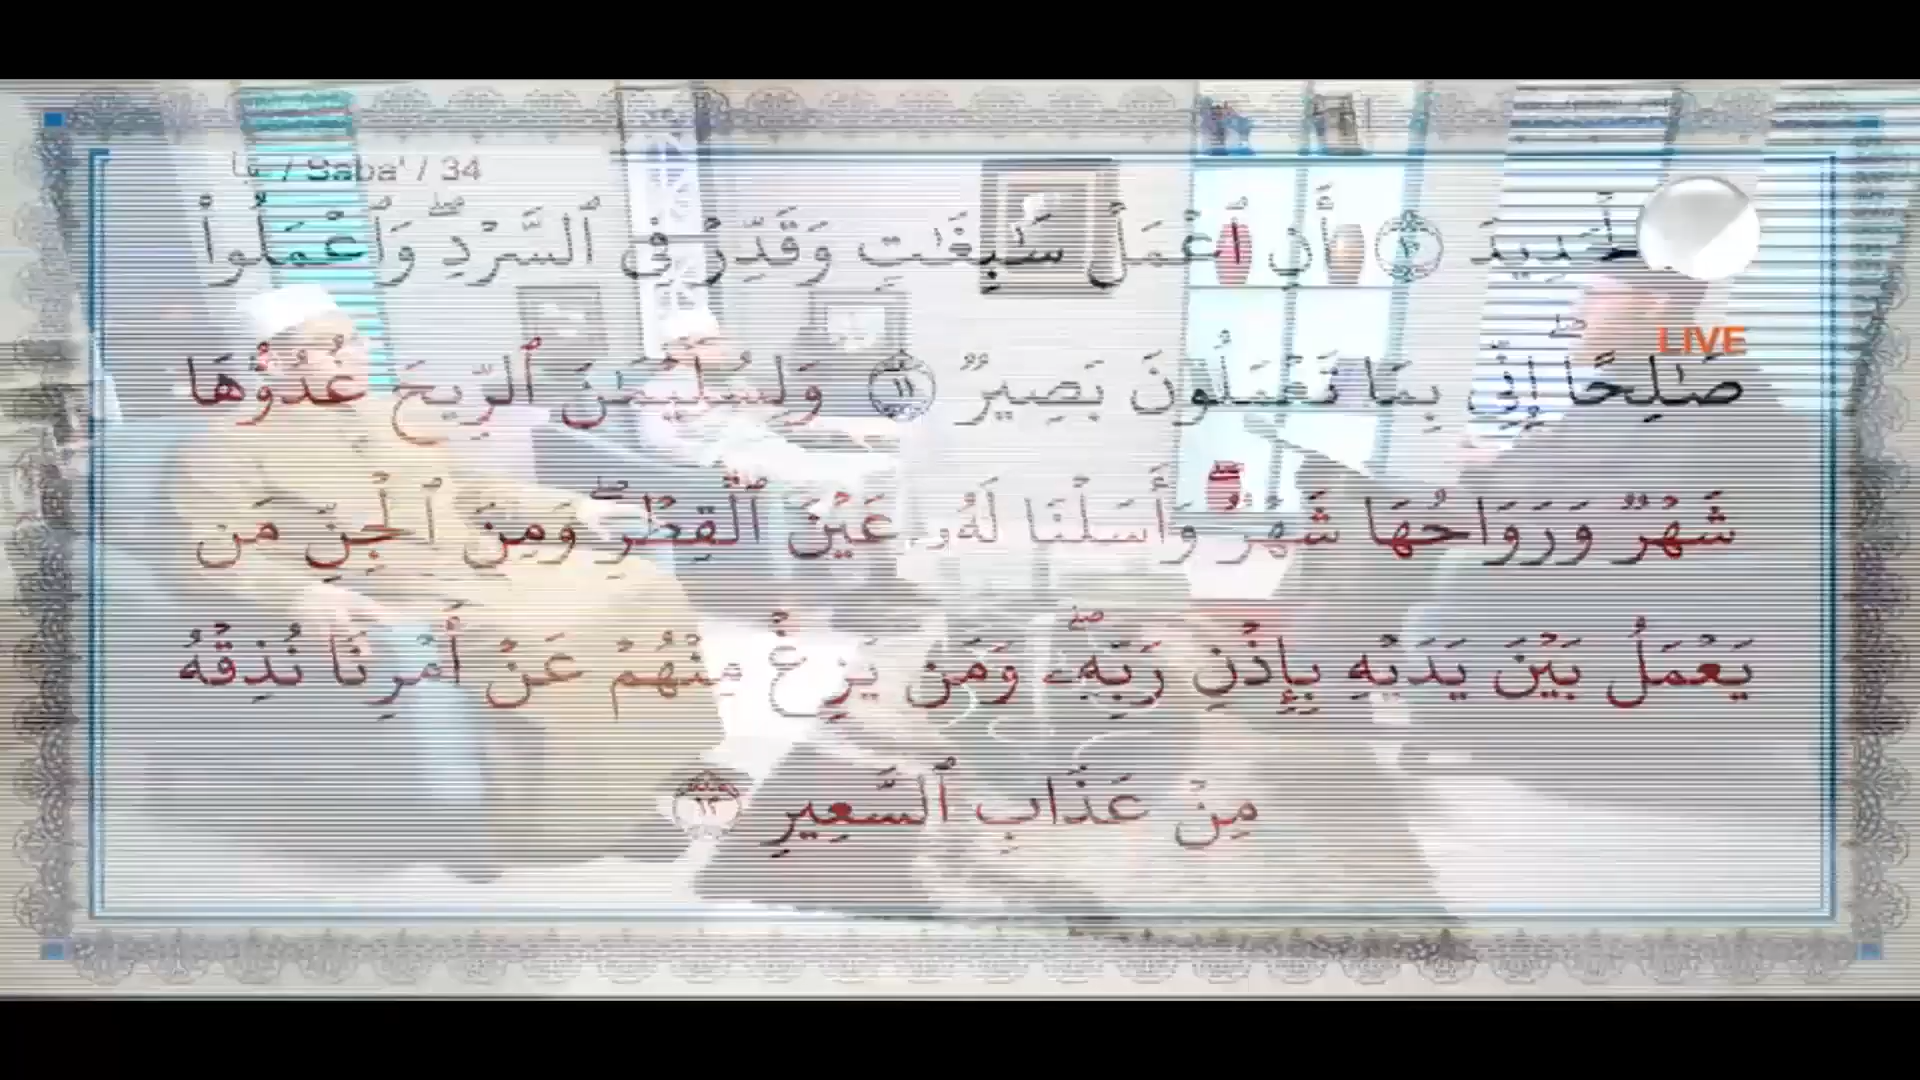 سبأ / Saba' / 34
لْحَدِيدَ ١٠ أَنِ ٱعْمَلْ سَـٰبِغَـٰتٍ وَقَدِّرْ فِى ٱلسَّرْدِ ۖ وَٱعْمَلُوا۟
LIVE
صَـٰلِحًا ۖ إِنِّى بِمَا تَعْمَلُونَ بَصِيرٌ ١١ وَلِسُلَيْمَـٰنَ ٱلرِّيحَ غُدُوُّهَا
شَهْرٌ وَرَوَاحُهَا شَهْرٌ ۖ وَأَسَلْنَا لَهُۥ عَيْنَ ٱلْقِطْرِ ۖ وَمِنَ ٱلْجِنِّ مَن
يَعْمَلُ بَيْنَ يَدَيْهِ بِإِذْنِ رَبِّهِۦ ۖ وَمَن يَزِغْ مِنْهُمْ عَنْ أَمْرِنَا نُذِقْهُ
مِنْ عَذَابِ ٱلسَّعِيرِ ١٢